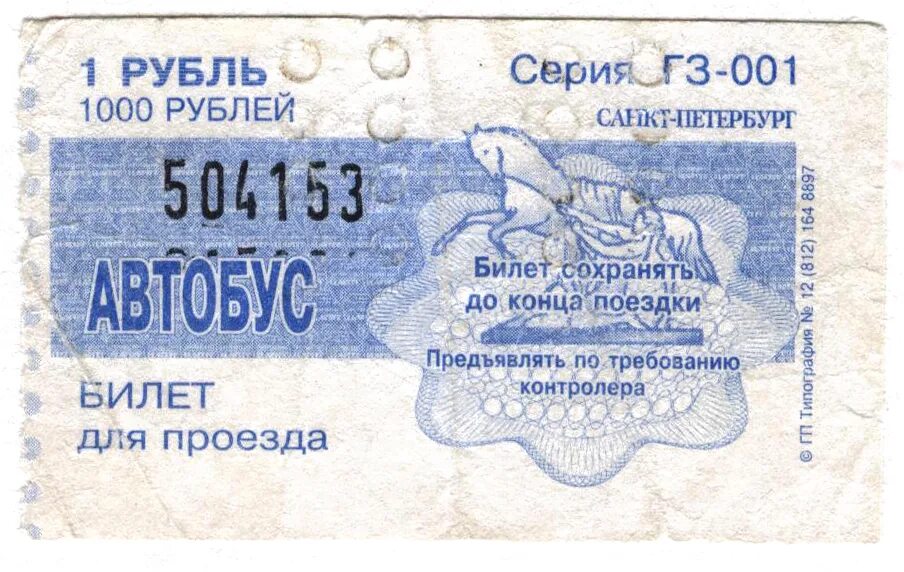 1 РУБЛЬ
1000 РУБЛЕЙ
Серия ГЗ-001
САНКТ-ПЕТЕРБУРГ
504153
АВТОБУС
Билет сохранять
до конца поездки
Предъявлять по требованию
контролера
БИЛЕТ
для проезда
© ГП Типография № 12 (812) 164 8897